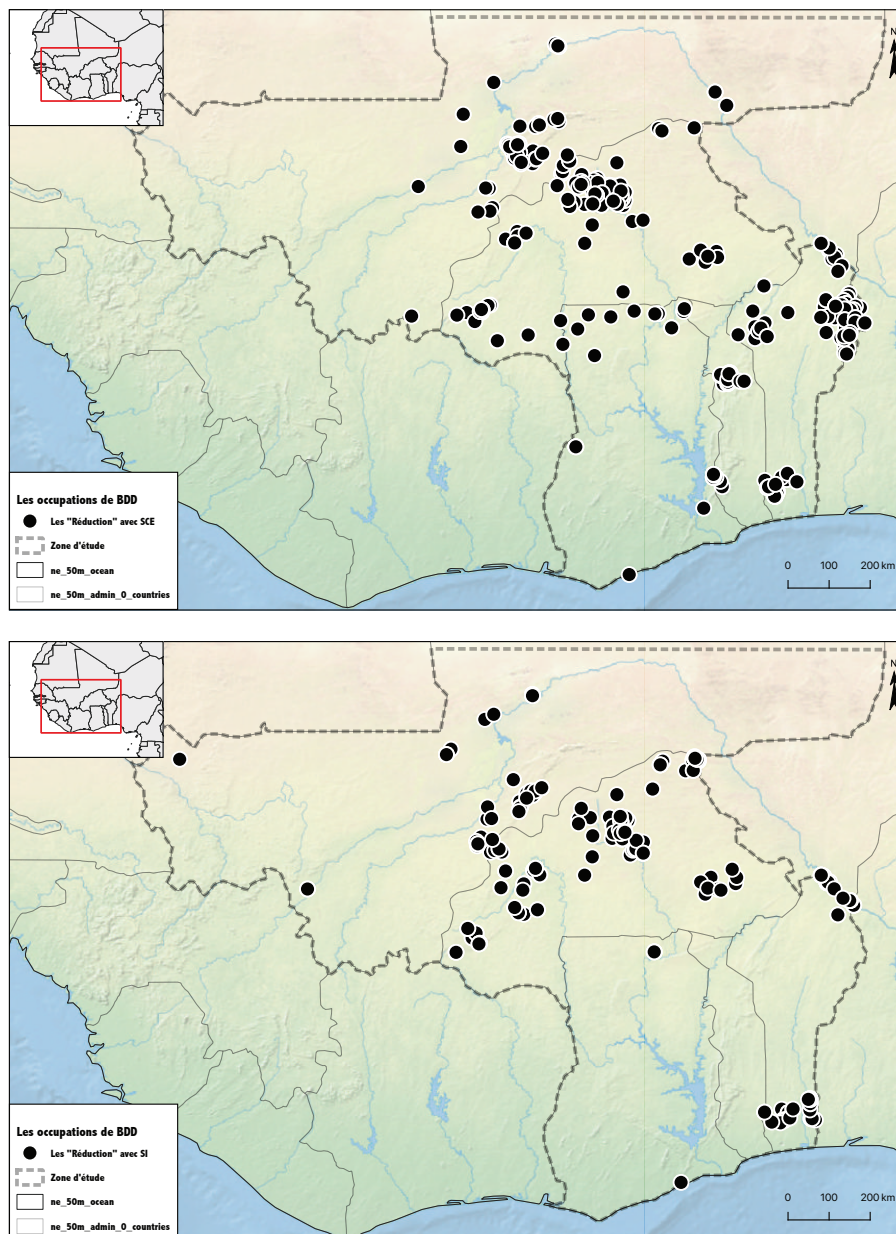 N
Les occupations de BDD
Les "Réduction" avec SCE
Zone d'étude
ne_50m_ocean
ne_50m_admin_0_countries
0 100 200 km
N
Les occupations de BDD
Les "Réduction" avec SI
Zone d'étude
ne_50m_ocean
ne_50m_admin_0_countries
0 100 200 km